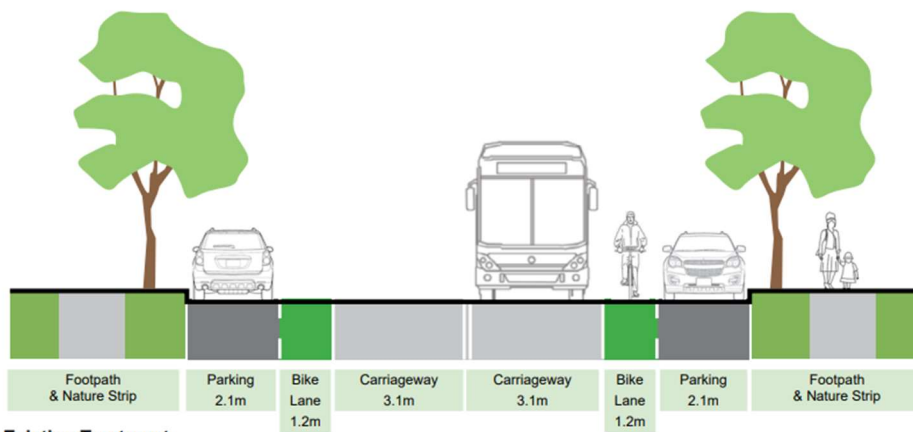 Footpath
& Nature Strip
Parking
2.1m
Bike
Lane
1.2m
Carriageway
3.1m
Carriageway
3.1m
Bike
Lane
1.2m
Parking
2.1m
Footpath
& Nature Strip